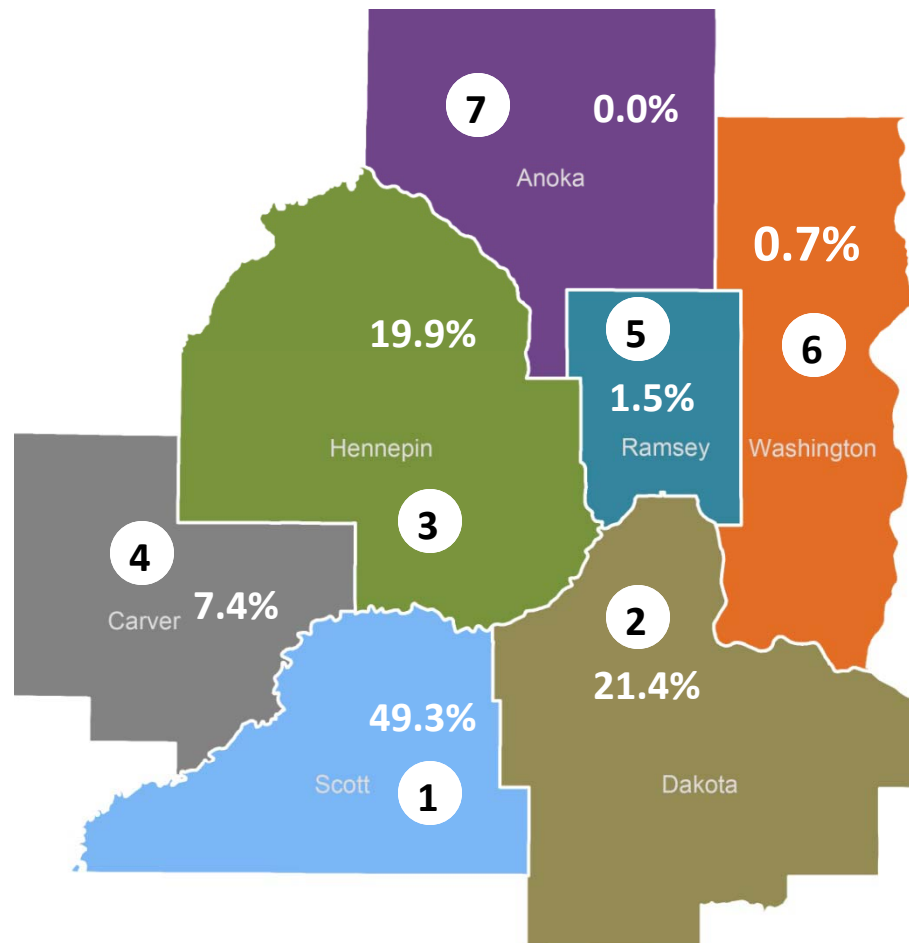 7
0.0%
Anoka
0.7%
19.9%
5
6
1.5%
Hennepin
Ramsey
Washington
3
4
7.4%
Carver
2
21.4%
49.3%
Scott
1
Dakota